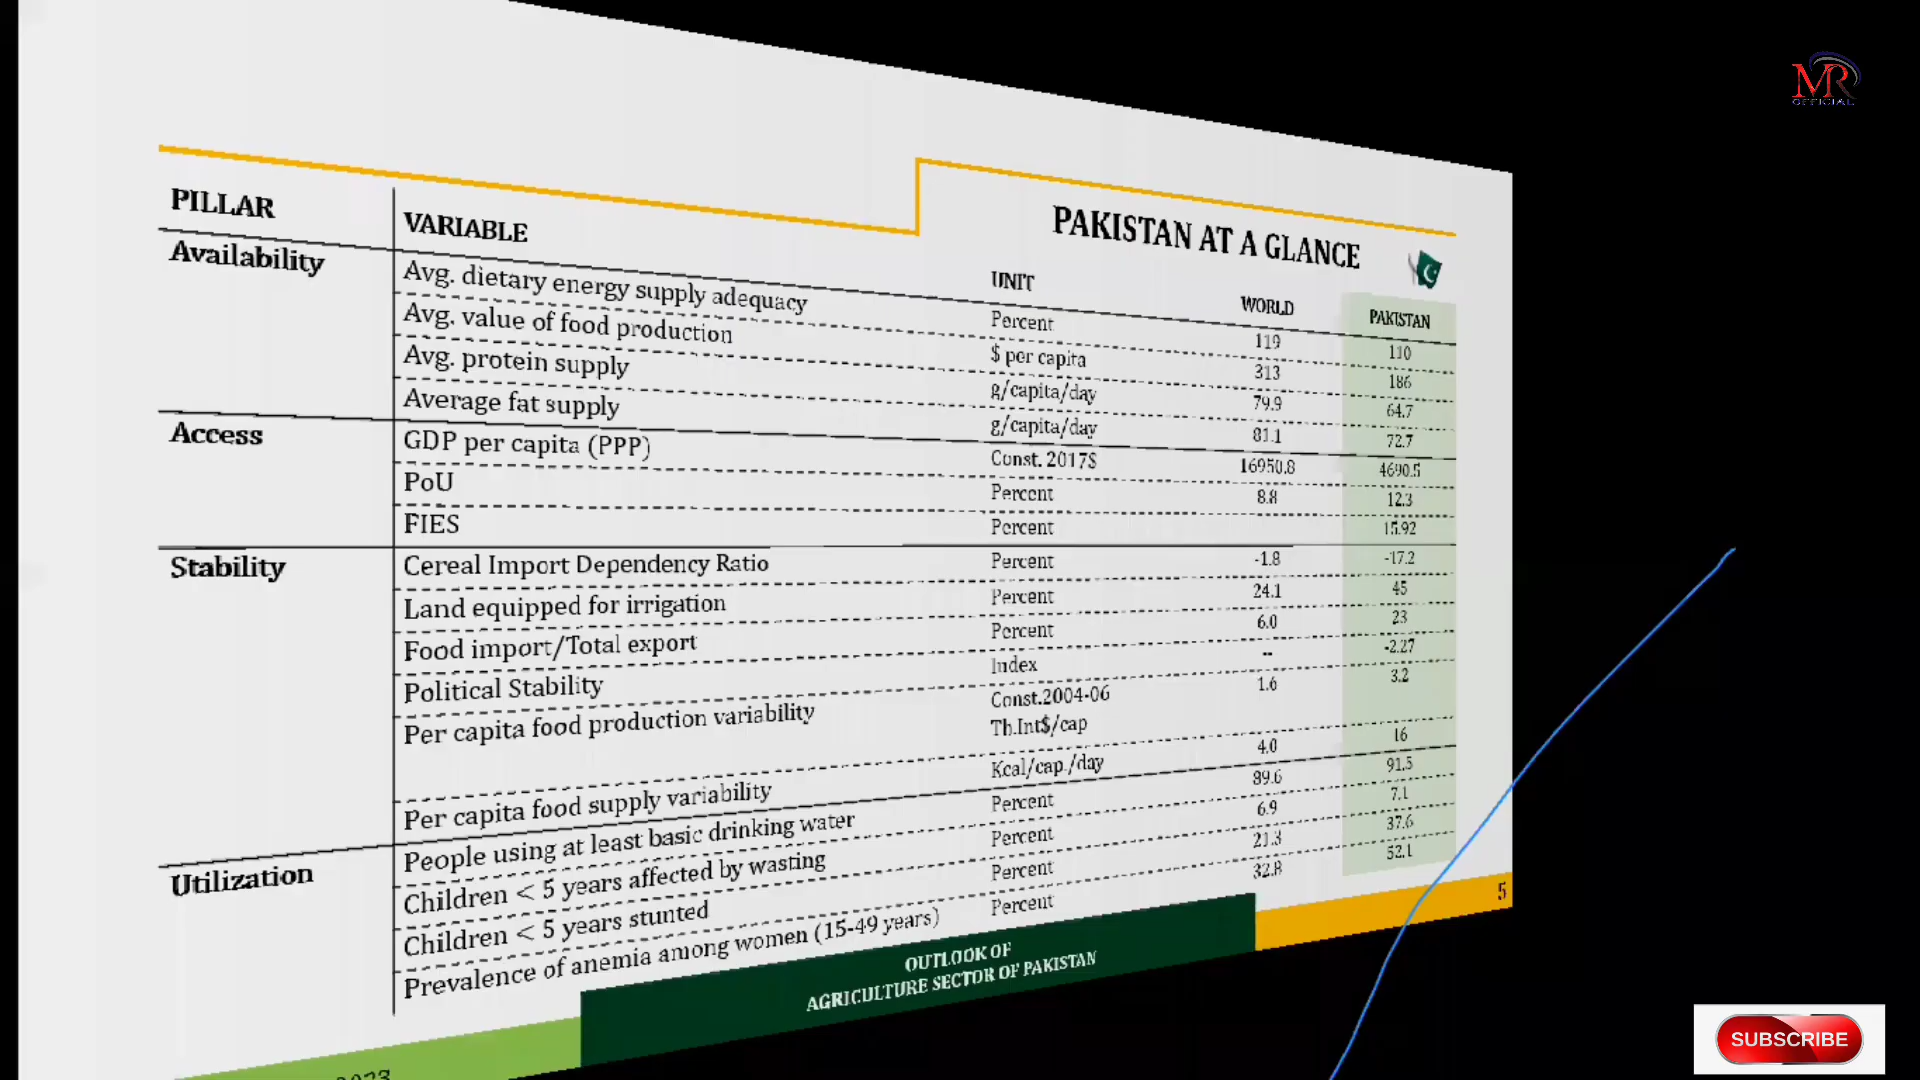 MR
OFFICIAL
PAKISTAN AT A GLANCE
PILLAR VARIABLE UNIT WORLD PAKISTAN
Availability Avg. dietary energy supply adequacy Percent 119 110
Avg. value of food production $ per capita 313 186
Avg. protein supply g/capita/day 79.9 64.7
Average fat supply g/capita/day 81.1 72.7
Access GDP per capita (PPP) Const. 2017$ 16950.8 4690.5
PoU Percent 8.8 12.3
FIES Percent 15.92
Stability Cereal Import Dependency Ratio Percent -1.8 -17.2
Land equipped for irrigation Percent 24.1 45
Food import/Total export Percent 6.0 23
Political Stability Index -- -2.27
Per capita food production variability Const.2004-06 1.6 3.2
Th.Int$/cap
Per capita food supply variability Kcal/cap./day 4.0 16
Utilization People using at least basic drinking water Percent 89.6 91.5
Children < 5 years affected by wasting Percent 6.9 7.1
Children < 5 years stunted Percent 21.3 37.6
Prevalence of anemia among women (15-49 years) Percent 32.8 52.1
5
OUTLOOK OF
AGRICULTURE SECTOR OF PAKISTAN
2023
SUBSCRIBE